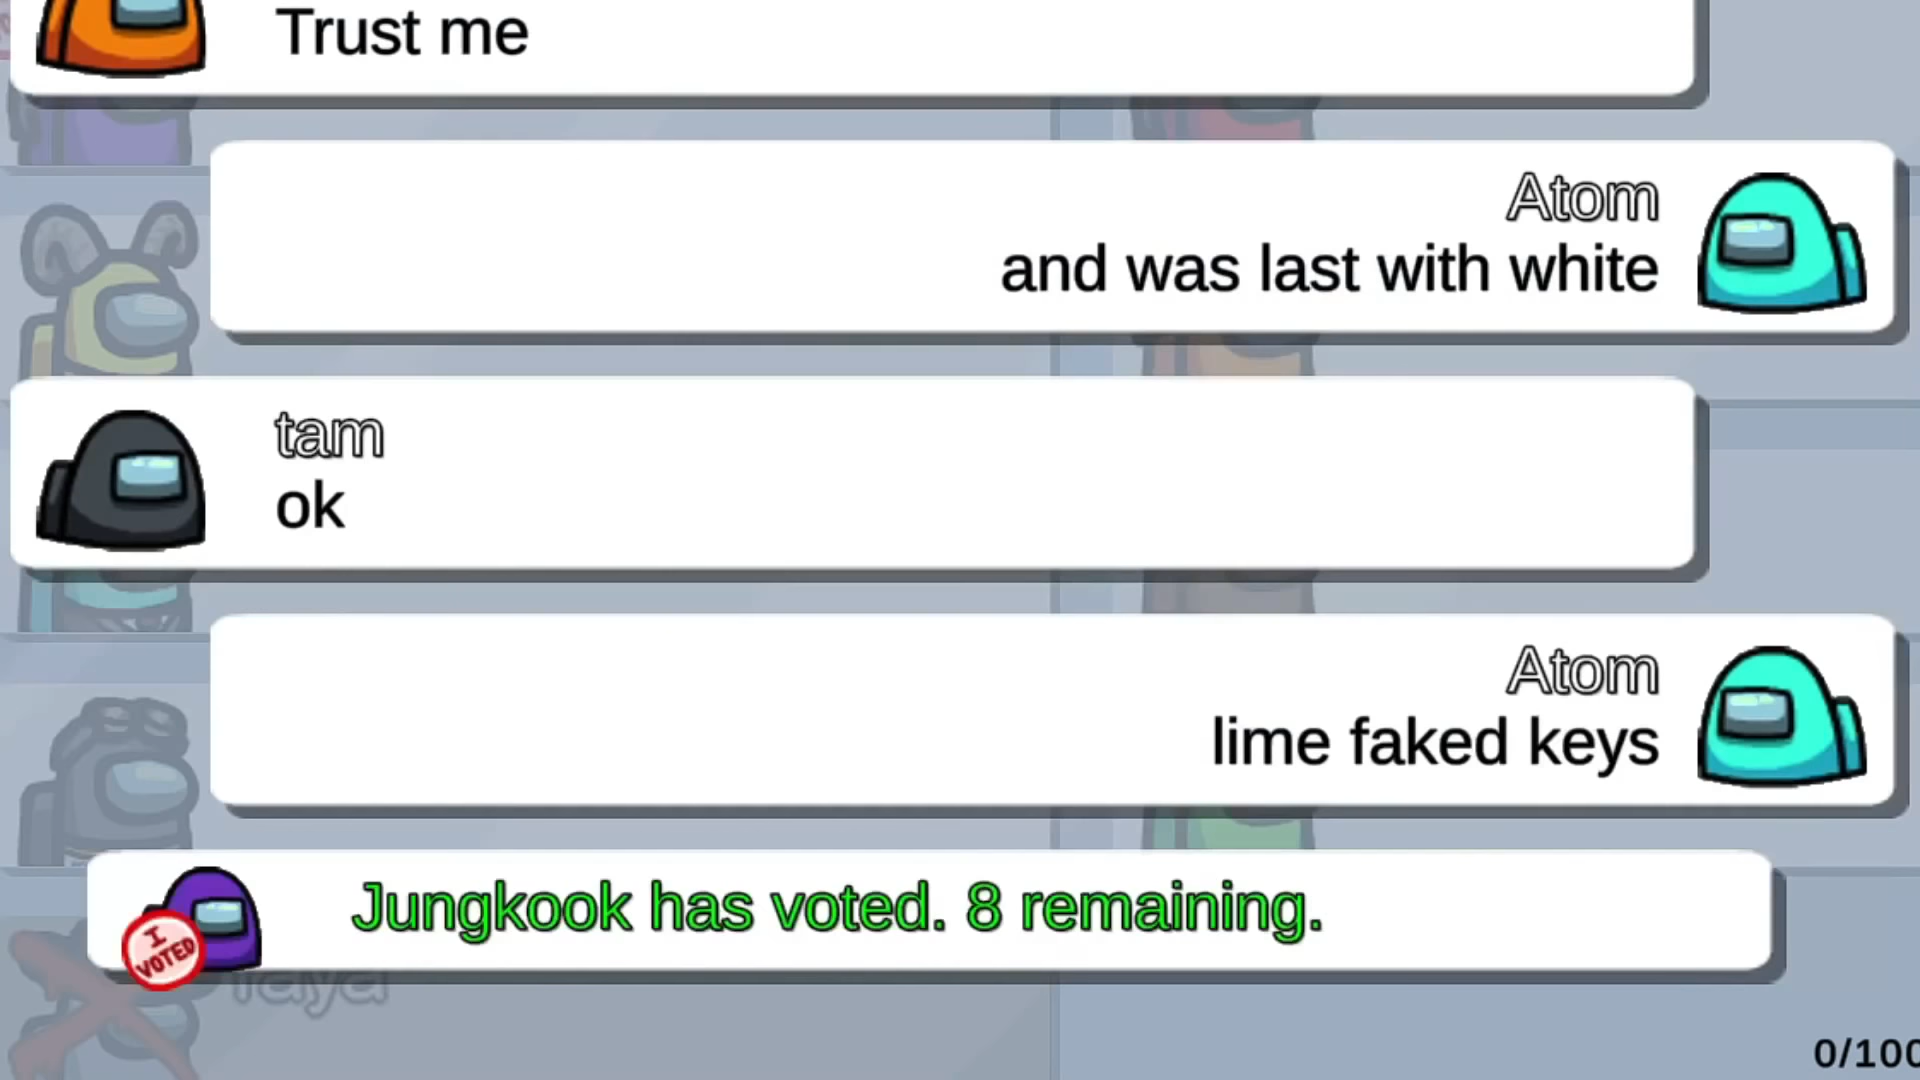 Trust me
Atom
and was last with white
tam
ok
Atom
lime faked keys
Jungkook has voted. 8 remaining.
I
VOTED
Taya
0/100